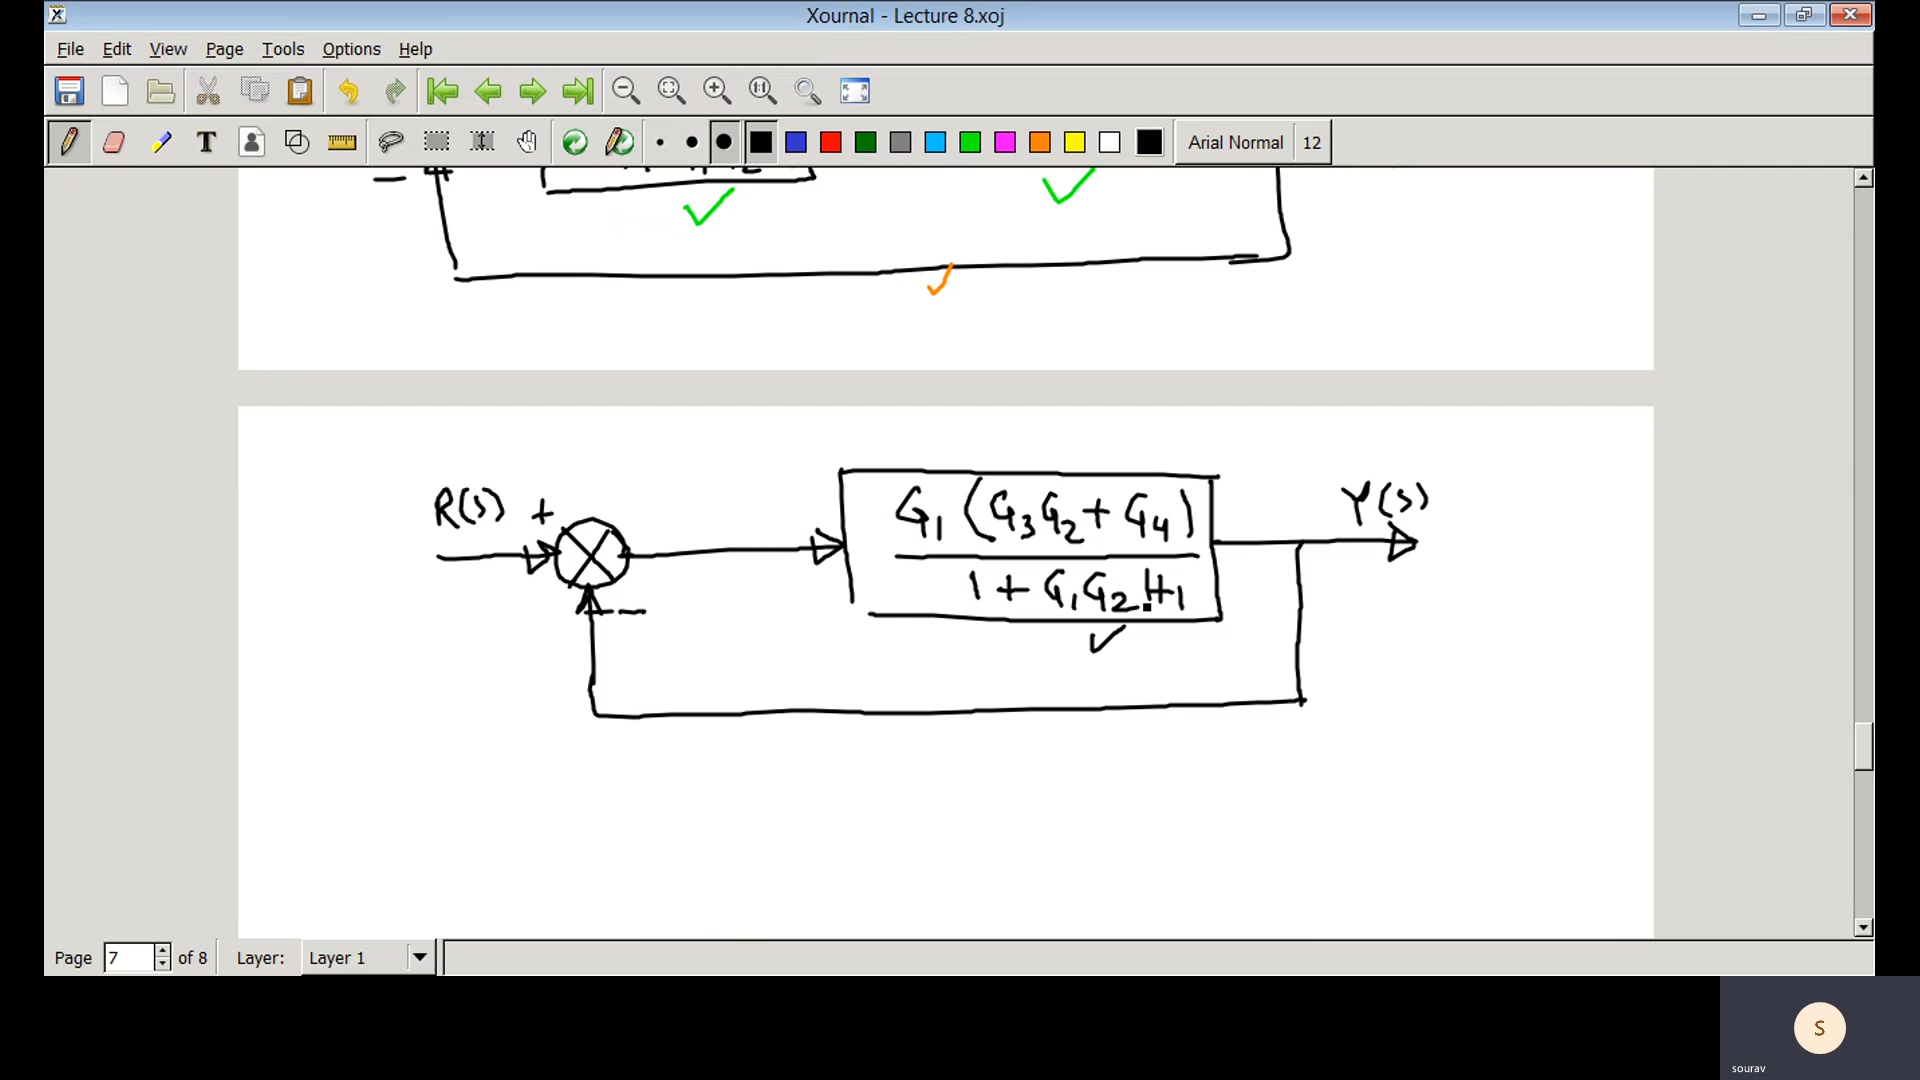 Xournal - Lecture 8.xoj
File Edit View Page Tools Options Help
Arial Normal 12
R(s) + G₁ (G₃G₂ + G₄) Y(s)
1 + G₁G₂H₁
Page 7 of 8 Layer: Layer 1
S
sourav